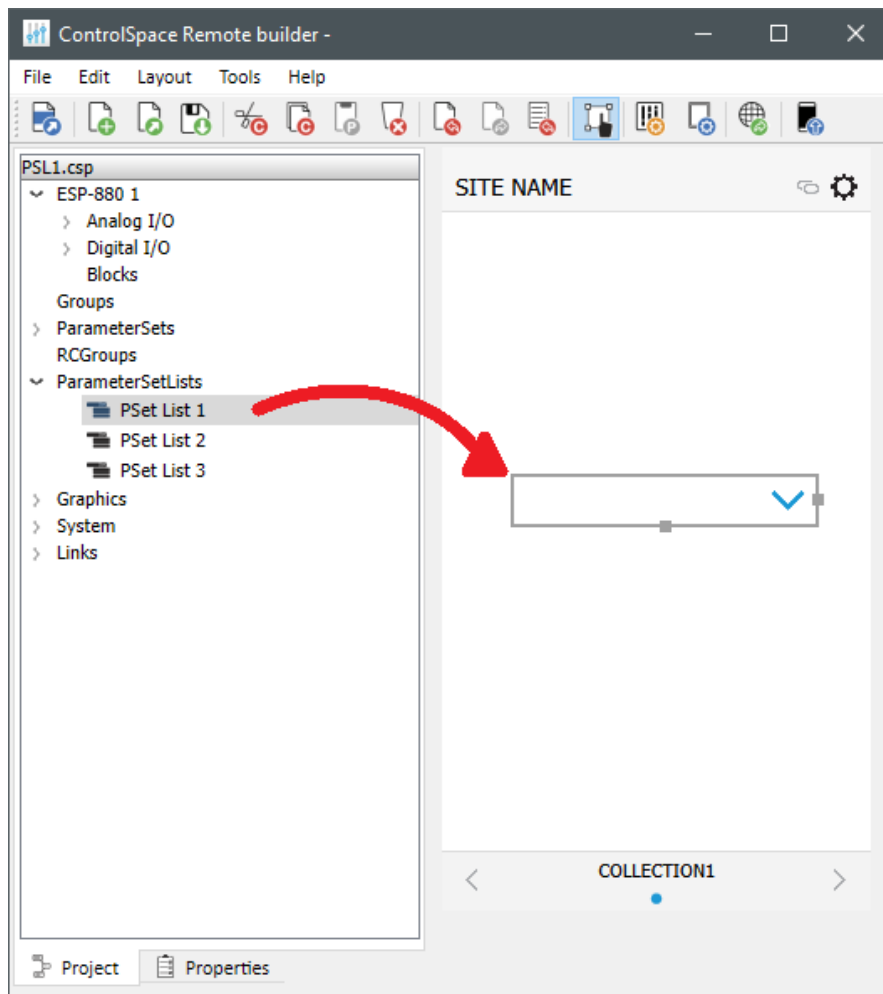 ControlSpace Remote builder -
File Edit Layout Tools Help
PSL1.csp
ESP-880 1
Analog I/O
Digital I/O
Blocks
Groups
ParameterSets
RCGroups
ParameterSetLists
PSet List 1
PSet List 2
PSet List 3
Graphics
System
Links
SITE NAME
COLLECTION1
Project Properties